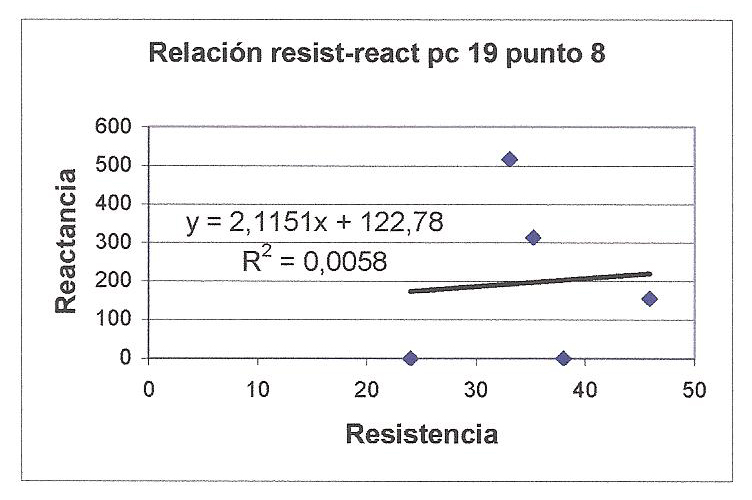 Relación resist-react pc 19 punto 8
600
500
400
300
200
100
0
Reactancia
y = 2,1151x + 122,78
R² = 0,0058
0 10 20 30 40 50
Resistencia